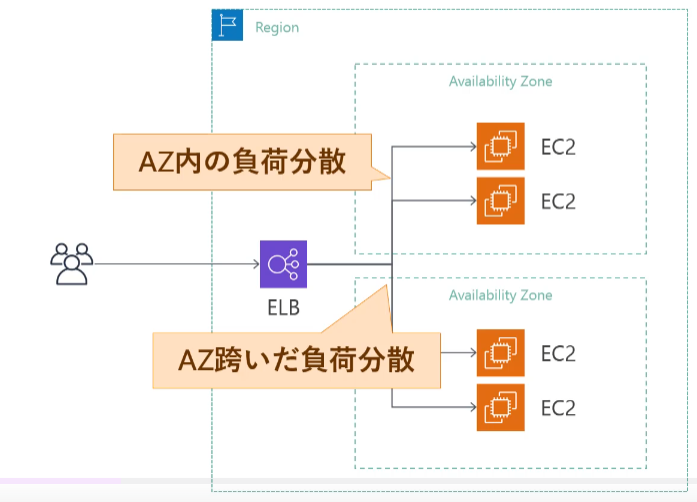 Region
Availability Zone
EC2
AZ内の負荷分散
EC2
ELB
Availability Zone
EC2
AZ跨いだ負荷分散
EC2